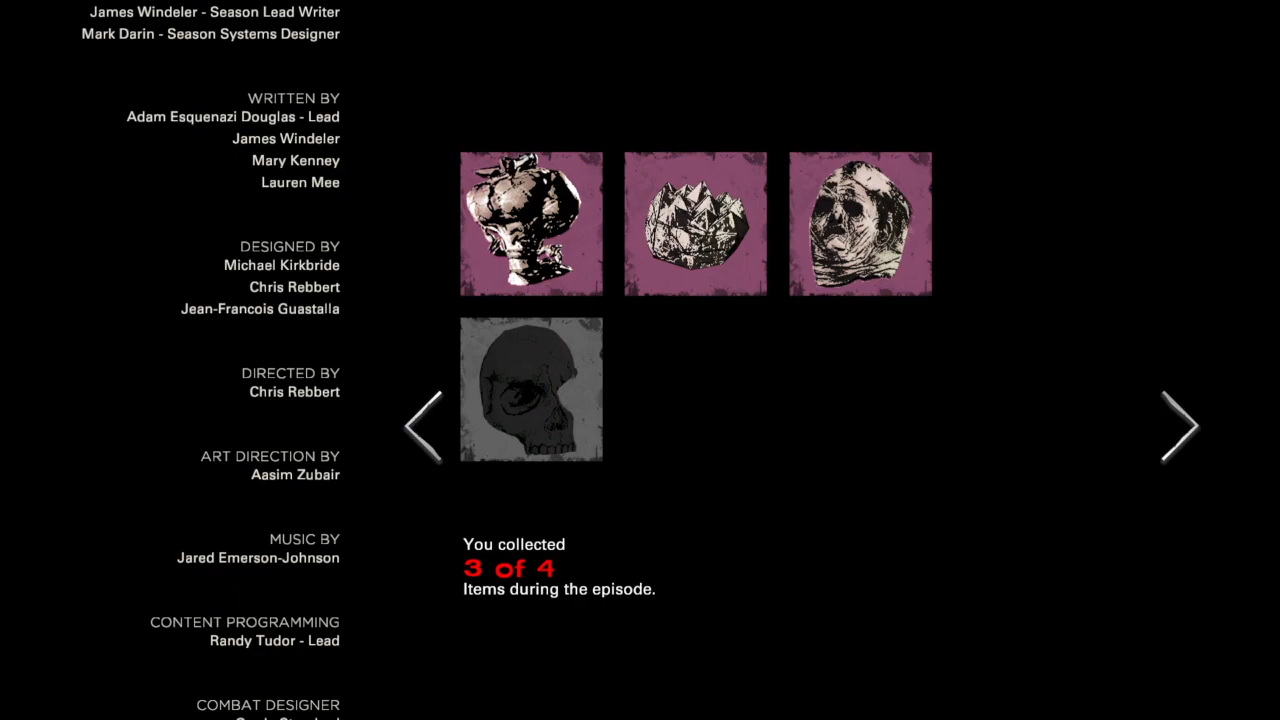 James Windeler - Season Lead Writer
Mark Darin - Season Systems Designer
WRITTEN BY
Adam Esquenazi Douglas - Lead
James Windeler
Mary Kenney
Lauren Mee
DESIGNED BY
Michael Kirkbride
Chris Rebbert
Jean-Francois Guastalla
DIRECTED BY
Chris Rebbert
ART DIRECTION BY
Aasim Zubair
MUSIC BY
Jared Emerson-Johnson
CONTENT PROGRAMMING
Randy Tudor - Lead
COMBAT DESIGNER
You collected
3 of 4
Items during the episode.